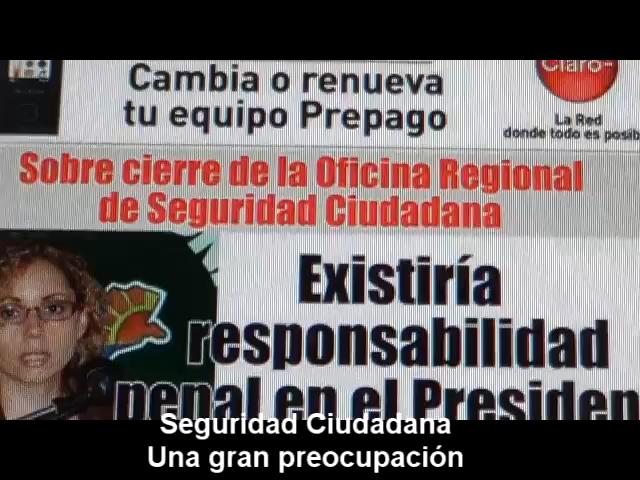 Cambia o renueva
tu equipo Prepago
Claro
La Red
donde todo es posib
Sobre cierre de la Oficina Regional
de Seguridad Ciudadana
Existiría
responsabilidad
penal en el Presiden
Seguridad Ciudadana
Una gran preocupación